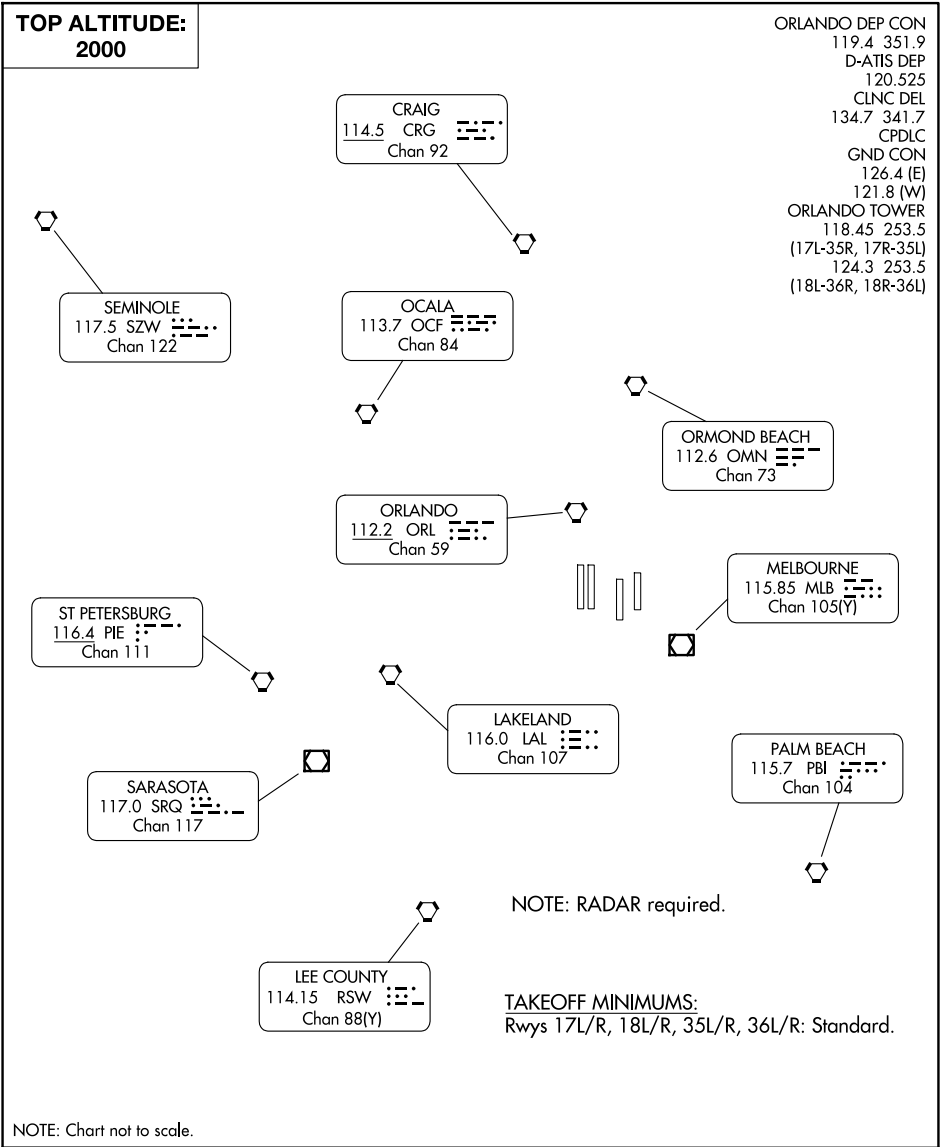 TOP ALTITUDE:
2000
ORLANDO DEP CON
119.4 351.9
D-ATIS DEP
120.525
CLNC DEL
134.7 341.7
CPDLC
GND CON
126.4 (E)
121.8 (W)
ORLANDO TOWER
118.45 253.5
(17L-35R, 17R-35L)
124.3 253.5
(18L-36R, 18R-36L)
CRAIG
114.5 CRG
Chan 92
SEMINOLE
117.5 SZW
Chan 122
OCALA
113.7 OCF
Chan 84
ORMOND BEACH
112.6 OMN
Chan 73
ORLANDO
112.2 ORL
Chan 59
MELBOURNE
115.85 MLB
Chan 105(Y)
ST PETERSBURG
116.4 PIE
Chan 111
LAKELAND
116.0 LAL
Chan 107
PALM BEACH
115.7 PBI
Chan 104
SARASOTA
117.0 SRQ
Chan 117
NOTE: RADAR required.
LEE COUNTY
114.15 RSW
Chan 88(Y)
TAKEOFF MINIMUMS:
Rwys 17L/R, 18L/R, 35L/R, 36L/R: Standard.
NOTE: Chart not to scale.